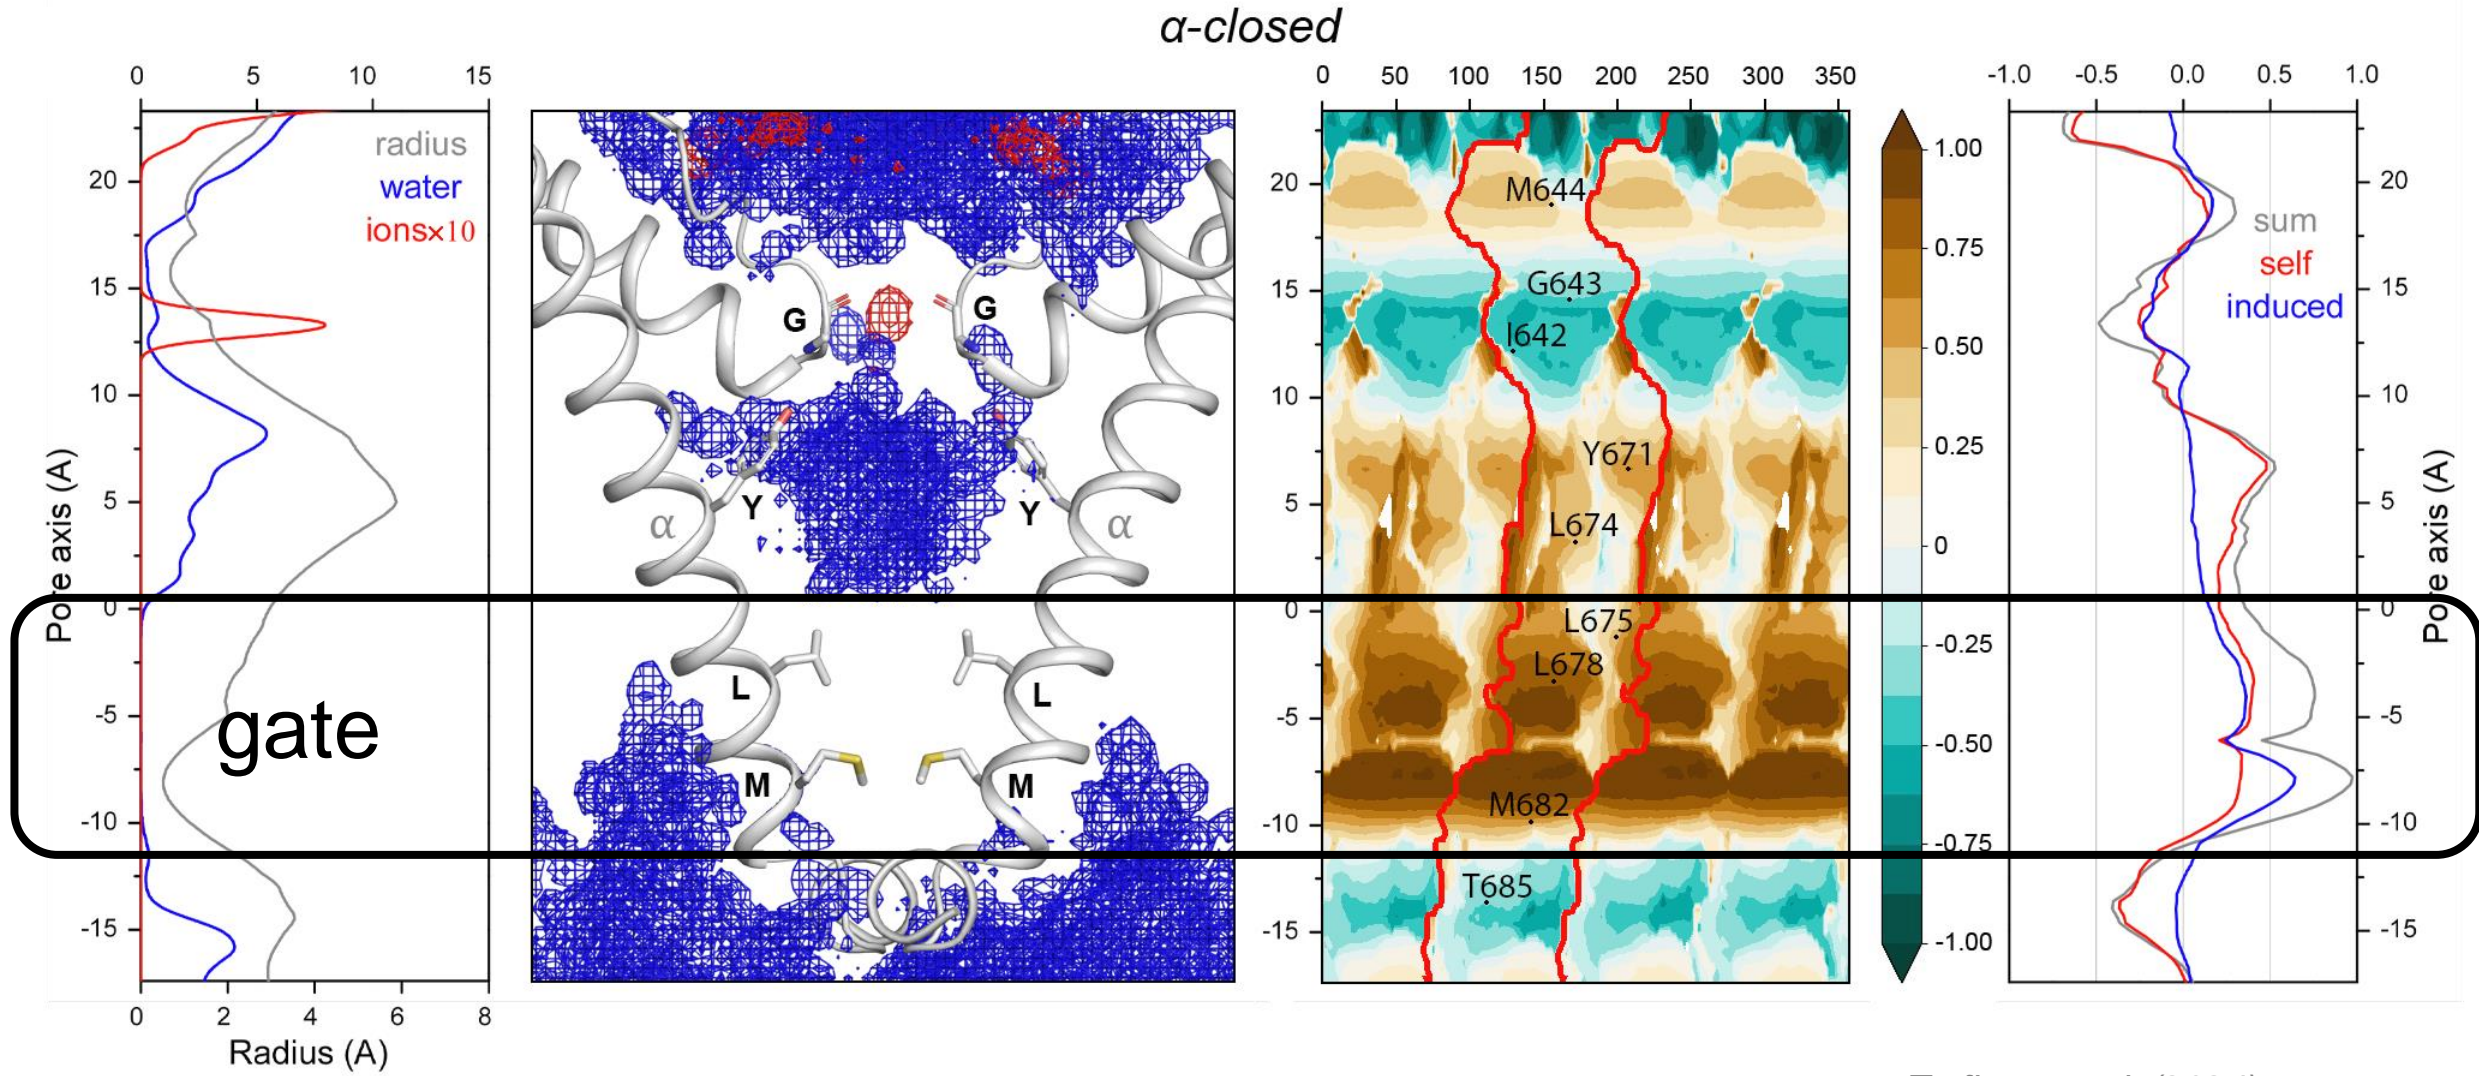 α-closed
0 5 10 15
0 50 100 150 200 250 300 350
-1.0 -0.5 0.0 0.5 1.0
radius
water
ions×10
20
15
10
5
0
-5
-10
-15
Pore axis (A)
0 2 4 6 8
Radius (A)
gate
G G
Y Y
α α
L L
M M
20
15
10
5
0
-5
-10
-15
M644
G643
I642
Y671
L674
L675
L678
M682
T685
1.00
0.75
0.50
0.25
0
-0.25
-0.50
-0.75
-1.00
sum
self
induced
20
15
10
5
0
-5
-10
-15
Pore axis (A)